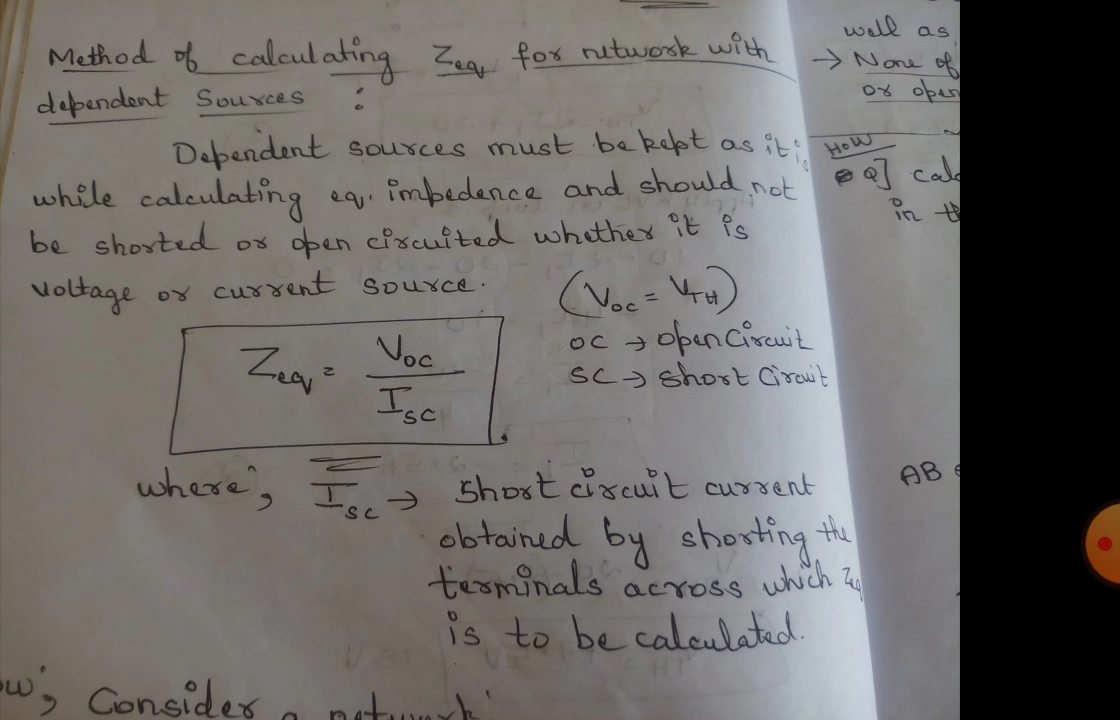 Method of calculating Zeq for network with
dependent Sources :
Dependent sources must be kept as it is
while calculating eq. impedence and should not
be shorted or open circuited whether it is
voltage or current source.
(Voc = VTH)
Zeq = Voc / Isc
oc → open circuit
sc → short circuit
where, Isc → short circuit current
obtained by shorting the
terminals across which Zeq
is to be calculated.
Consider a network
well as
→ None of
or open
How
Q]
in
AB